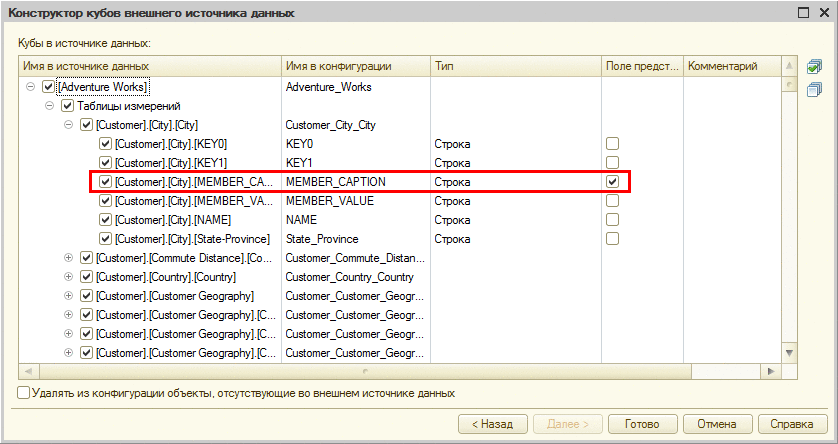 Конструктор кубов внешнего источника данных
Кубы в источнике данных:
Имя в источнике данных Имя в конфигурации Тип Поле предст... Комментарий
[Adventure Works] Adventure_Works
Таблицы измерений
[Customer].[City].[City] Customer_City_City
[Customer].[City].[KEY0] KEY0 Строка
[Customer].[City].[KEY1] KEY1 Строка
[Customer].[City].[MEMBER_CA... MEMBER_CAPTION Строка
[Customer].[City].[MEMBER_VA... MEMBER_VALUE Строка
[Customer].[City].[NAME] NAME Строка
[Customer].[City].[State-Province] State_Province Строка
[Customer].[Commute Distance].[Co... Customer_Commute_Distan...
[Customer].[Country].[Country] Customer_Country_Country
[Customer].[Customer Geography] Customer_Customer_Geogr...
[Customer].[Customer Geography].[C... Customer_Customer_Geogr...
[Customer].[Customer Geography].[C... Customer_Customer_Geogr...
[Customer].[Customer Geography].[C... Customer_Customer_Geogr...
Удалять из конфигурации объекты, отсутствующие во внешнем источнике данных
< Назад Далее > Готово Отмена Справка